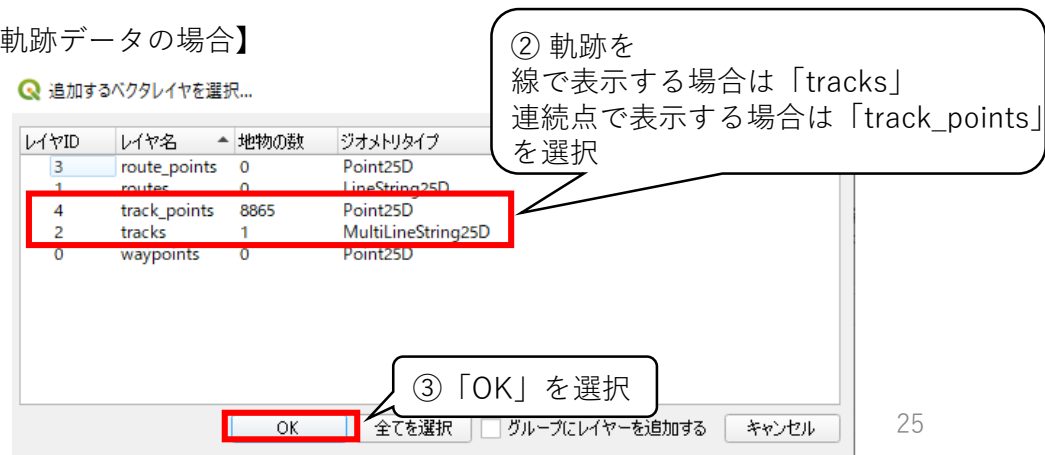 軌跡データの場合】
② 軌跡を
線で表示する場合は「tracks」
連続点で表示する場合は「track_points」
を選択
追加するベクタレイヤを選択...
レイヤID レイヤ名 地物の数 ジオメトリタイプ
3 route_points 0 Point25D
1 routes 0 LineString25D
4 track_points 8865 Point25D
2 tracks 1 MultiLineString25D
0 waypoints 0 Point25D
③「OK」を選択
OK 全てを選択 グループにレイヤーを追加する キャンセル
25